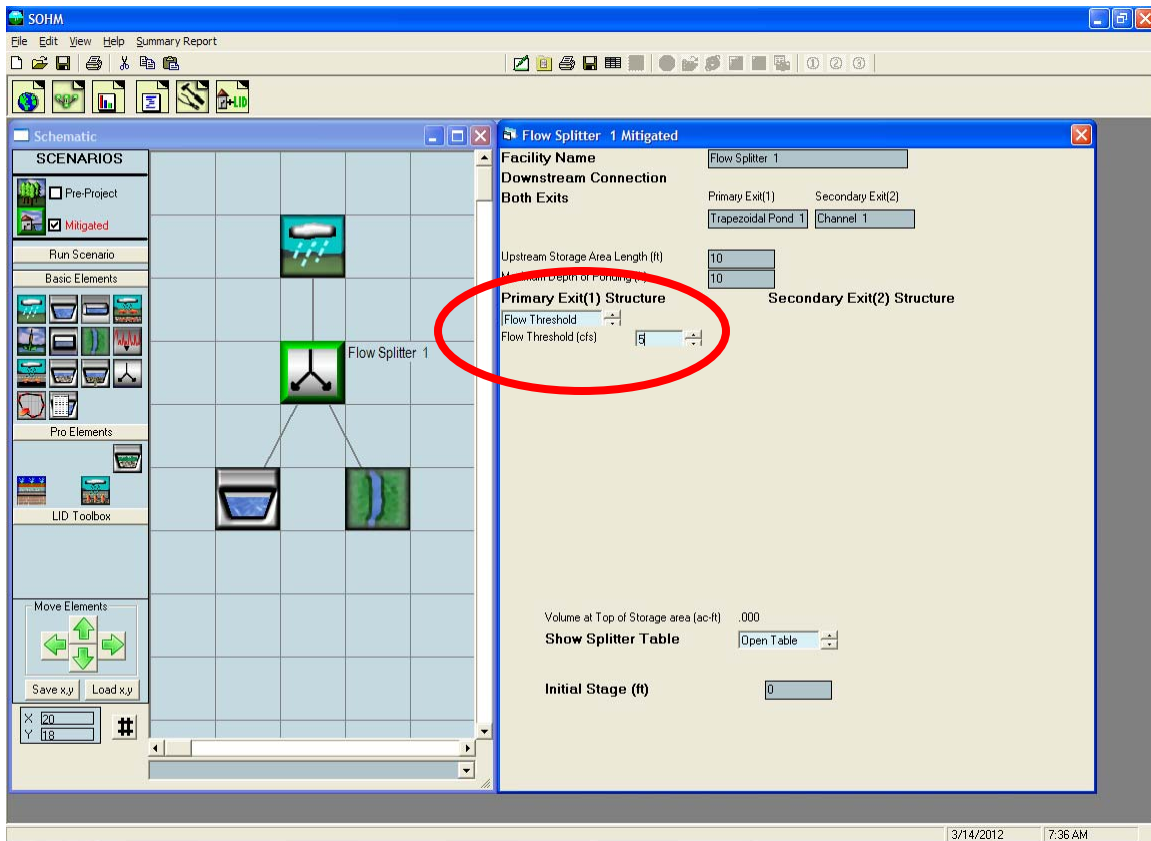 SOHM
File Edit View Help Summary Report
Schematic
SCENARIOS
Pre-Project
Mitigated
Run Scenario
Basic Elements
+LID
Pro Elements
LID Toolbox
Move Elements
Save x,y Load x,y
X 20
Y 18
#
Flow Splitter 1
Flow Splitter 1 Mitigated
Facility Name Flow Splitter 1
Downstream Connection
Both Exits Primary Exit(1) Secondary Exit(2)
Trapezoidal Pond 1 Channel 1
Upstream Storage Area Length (ft) 10
Maximum Depth of Ponding 10
Primary Exit(1) Structure Secondary Exit(2) Structure
Flow Threshold
Flow Threshold (cfs) 5
Volume at Top of Storage area (ac-ft) .000
Show Splitter Table Open Table
Initial Stage (ft) 0
3/14/2012 7:36 AM